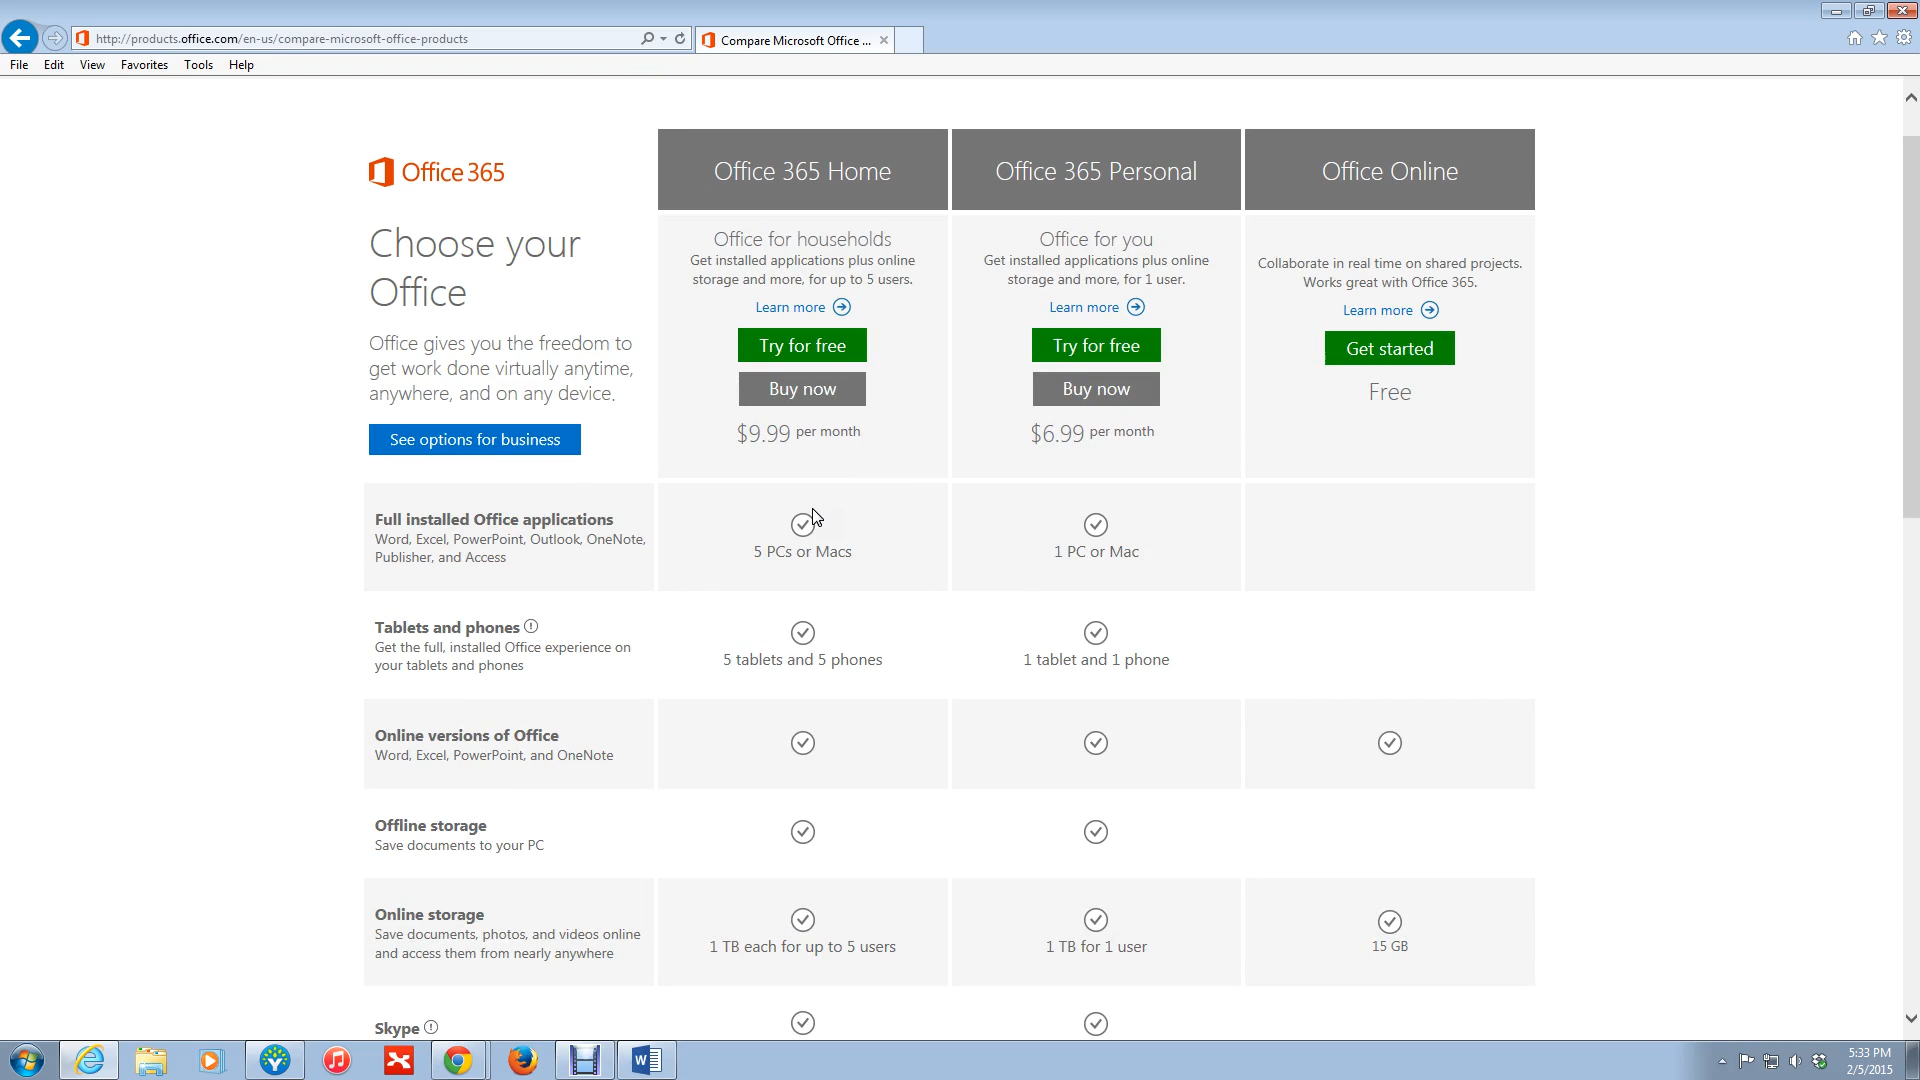 http://products.office.com/en-us/compare-microsoft-office-products
Compare Microsoft Office ...
File Edit View Favorites Tools Help
Office 365
Office 365 Home
Office 365 Personal
Office Online
Choose your
Office
Office gives you the freedom to
get work done virtually anytime,
anywhere, and on any device.
See options for business
Office for households
Get installed applications plus online
storage and more, for up to 5 users.
Learn more
Try for free
Buy now
$9.99 per month
Office for you
Get installed applications plus online
storage and more, for 1 user.
Learn more
Try for free
Buy now
$6.99 per month
Collaborate in real time on shared projects.
Works great with Office 365.
Learn more
Get started
Free
Full installed Office applications
Word, Excel, PowerPoint, Outlook, OneNote,
Publisher, and Access
5 PCs or Macs
1 PC or Mac
Tablets and phones
Get the full, installed Office experience on
your tablets and phones
5 tablets and 5 phones
1 tablet and 1 phone
Online versions of Office
Word, Excel, PowerPoint, and OneNote
Offline storage
Save documents to your PC
Online storage
Save documents, photos, and videos online
and access them from nearly anywhere
1 TB each for up to 5 users
1 TB for 1 user
15 GB
Skype
5:33 PM
2/5/2015